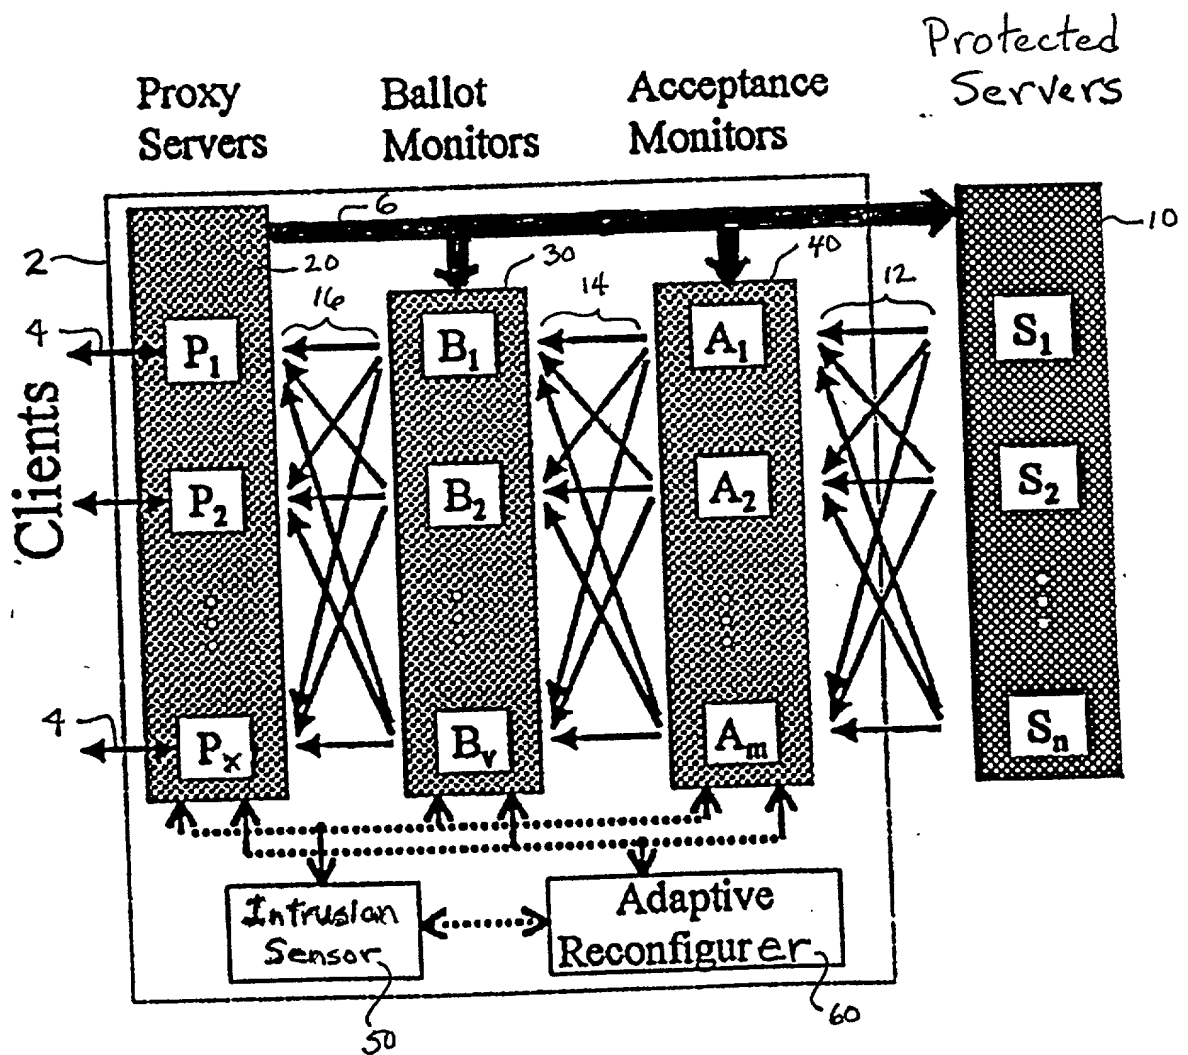 Protected
Servers
Proxy
Servers
Ballot
Monitors
Acceptance
Monitors
6
10
2
20
30
40
4
16
14
12
P1
B1
A1
S1
Clients
P2
B2
A2
S2
4
Px
Bv
Am
Sn
Intrusion
Sensor
Adaptive
Reconfigurer
50
60